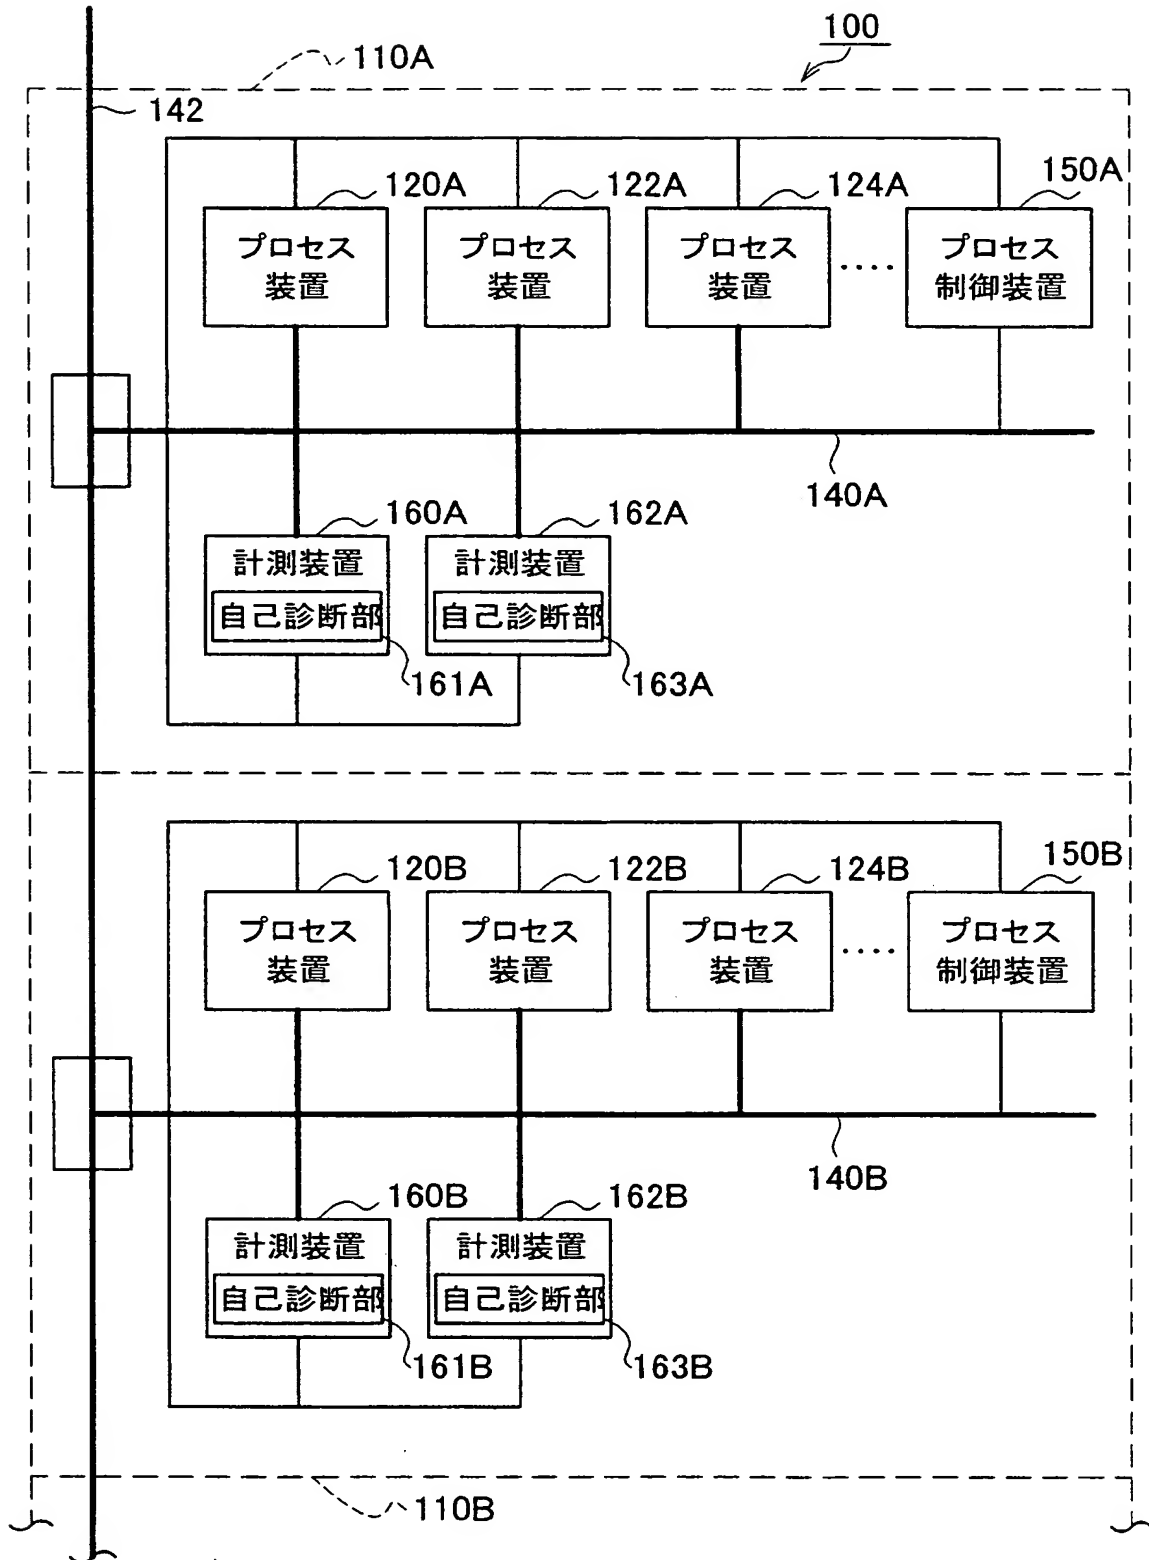 100
110A
142
120A
122A
124A
150A
プロセス
装置
プロセス
装置
プロセス
装置
····
プロセス
制御装置
140A
160A
162A
計測装置
自己診断部
計測装置
自己診断部
161A
163A
120B
122B
124B
150B
プロセス
装置
プロセス
装置
プロセス
装置
····
プロセス
制御装置
140B
160B
162B
計測装置
自己診断部
計測装置
自己診断部
161B
163B
110B